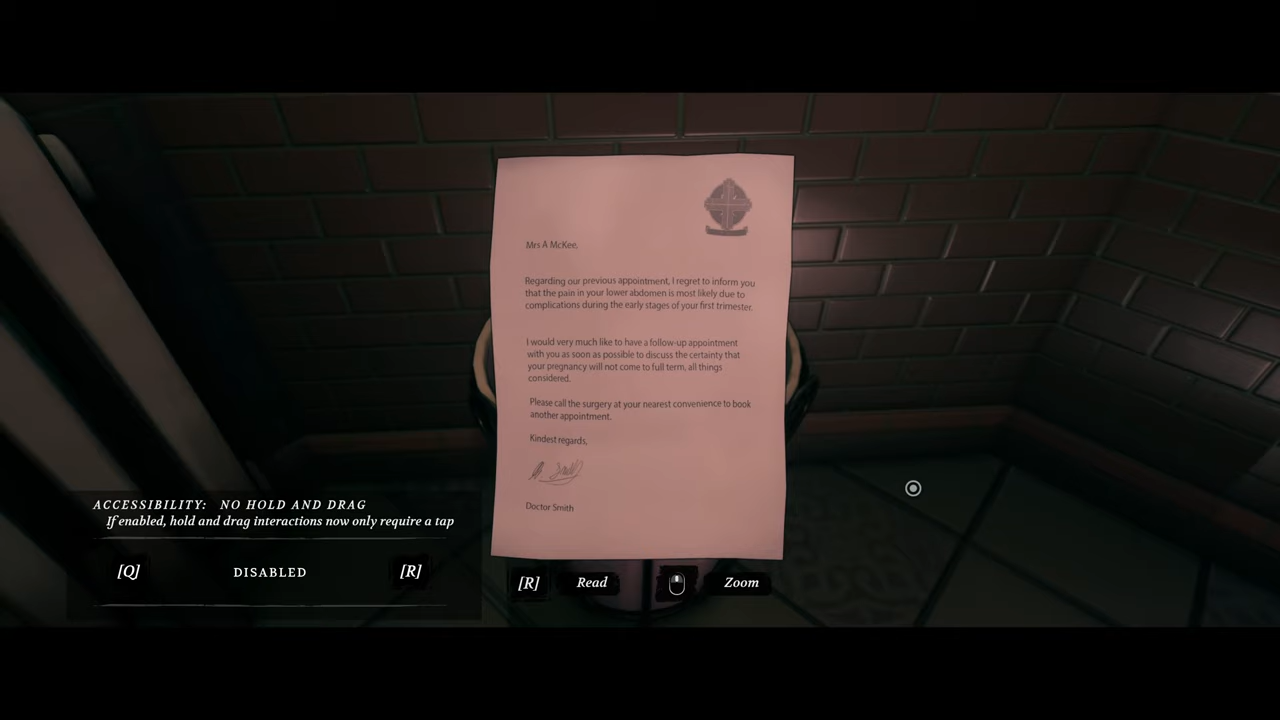 Mrs A McKee,
Regarding our previous appointment, I regret to inform you
that the pain in your lower abdomen is most likely due to
complications during the early stages of your first trimester.
I would very much like to have a follow-up appointment
with you as soon as possible to discuss the certainty that
your pregnancy will not come to full term, all things
considered.
Please call the surgery at your nearest convenience to book
another appointment.
Kindest regards,
Doctor Smith
ACCESSIBILITY: NO HOLD AND DRAG
If enabled, hold and drag interactions now only require a tap
[Q] DISABLED [R]
[R] Read Zoom